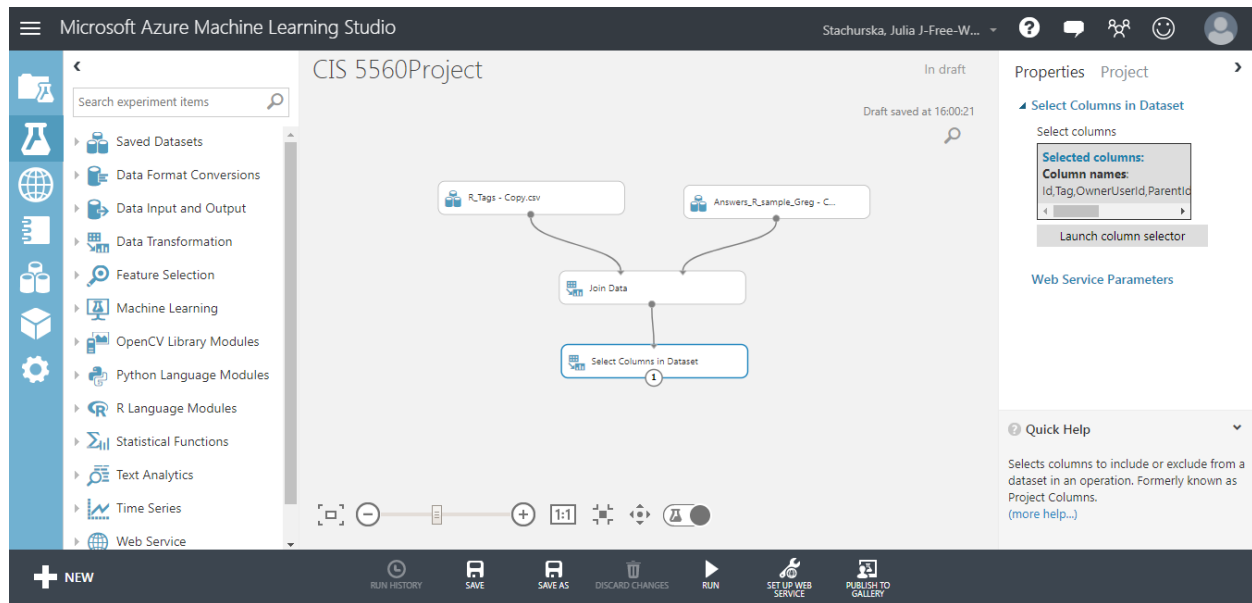 Microsoft Azure Machine Learning Studio
Stachurska, Julia J-Free-W...
?
CIS 5560Project
In draft
Draft saved at 16:00:21
Search experiment items
Saved Datasets
Data Format Conversions
Data Input and Output
Data Transformation
Feature Selection
Machine Learning
OpenCV Library Modules
Python Language Modules
R Language Modules
Statistical Functions
Text Analytics
Time Series
Web Service
R_Tags - Copy.csv
Answers_R_sample_Greg - C...
Join Data
Select Columns in Dataset
1
1:1
Properties Project
Select Columns in Dataset
Select columns
Selected columns:
Column names:
Id,Tag,OwnerUserId,ParentId
Launch column selector
Web Service Parameters
? Quick Help
Selects columns to include or exclude from a
dataset in an operation. Formerly known as
Project Columns.
(more help...)
NEW
RUN HISTORY
SAVE
SAVE AS
DISCARD CHANGES
RUN
SET UP WEB
SERVICE
PUBLISH TO
GALLERY